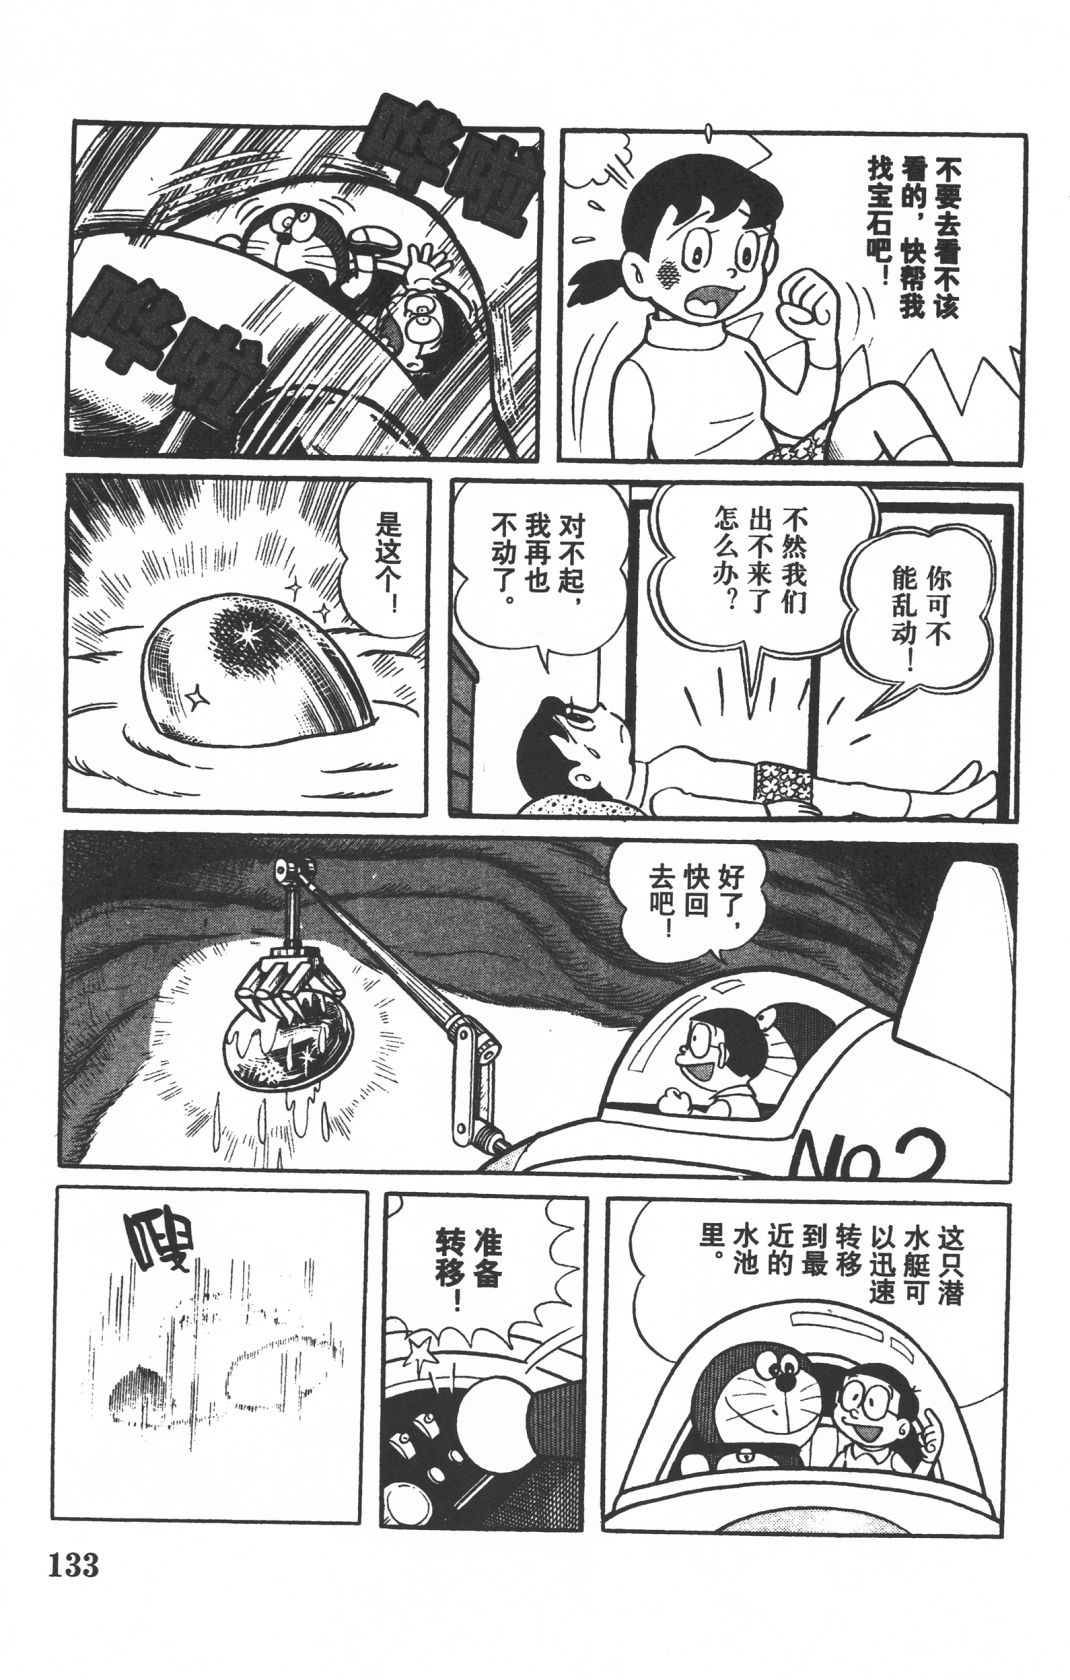 不要去看不该
看的，快帮我
找宝石吧！
哗啦
哗啦
你可不
能乱动！
不然我们
出不来了
怎么办？
对不起，
我再也
不动了。
是这个！
好了，
快回
去吧！
No2
这只潜
水艇可
以迅速
转移
到最
近的
水池
里。
准备
转移！
嗖
133